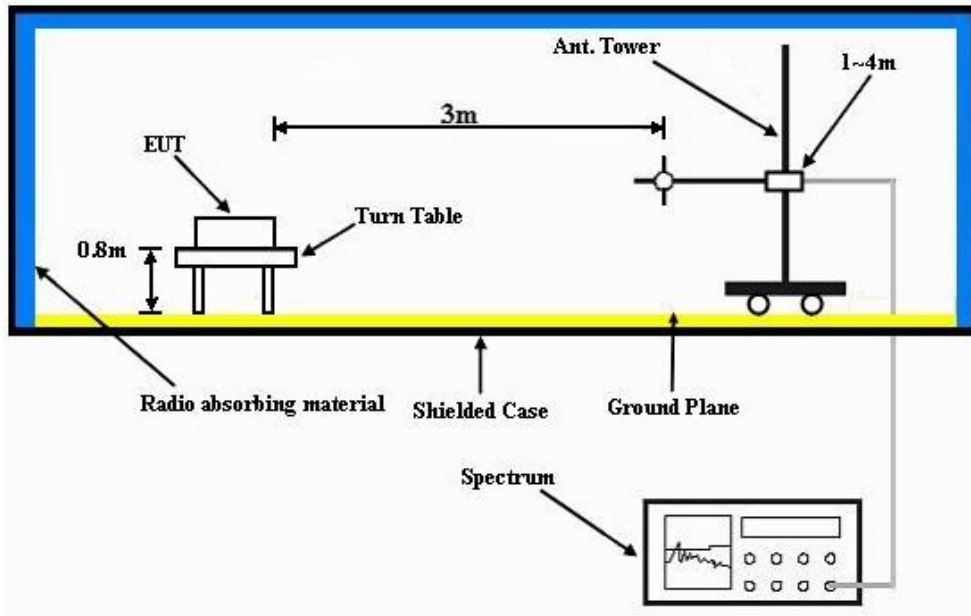 Ant. Tower
1~4m
3m
EUT
Turn Table
0.8m
Radio absorbing material
Shielded Case
Ground Plane
Spectrum